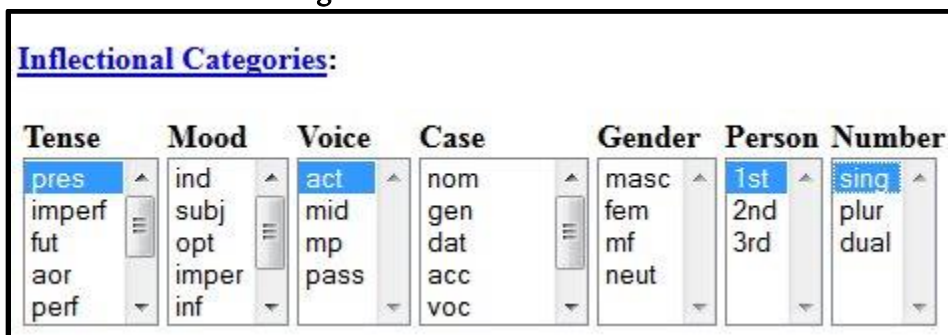 Inflectional Categories:
Tense Mood Voice Case Gender Person Number
pres ind act nom masc 1st sing
imperf subj mid gen fem 2nd plur
fut opt mp dat mf 3rd dual
aor imper pass acc neut
perf inf voc